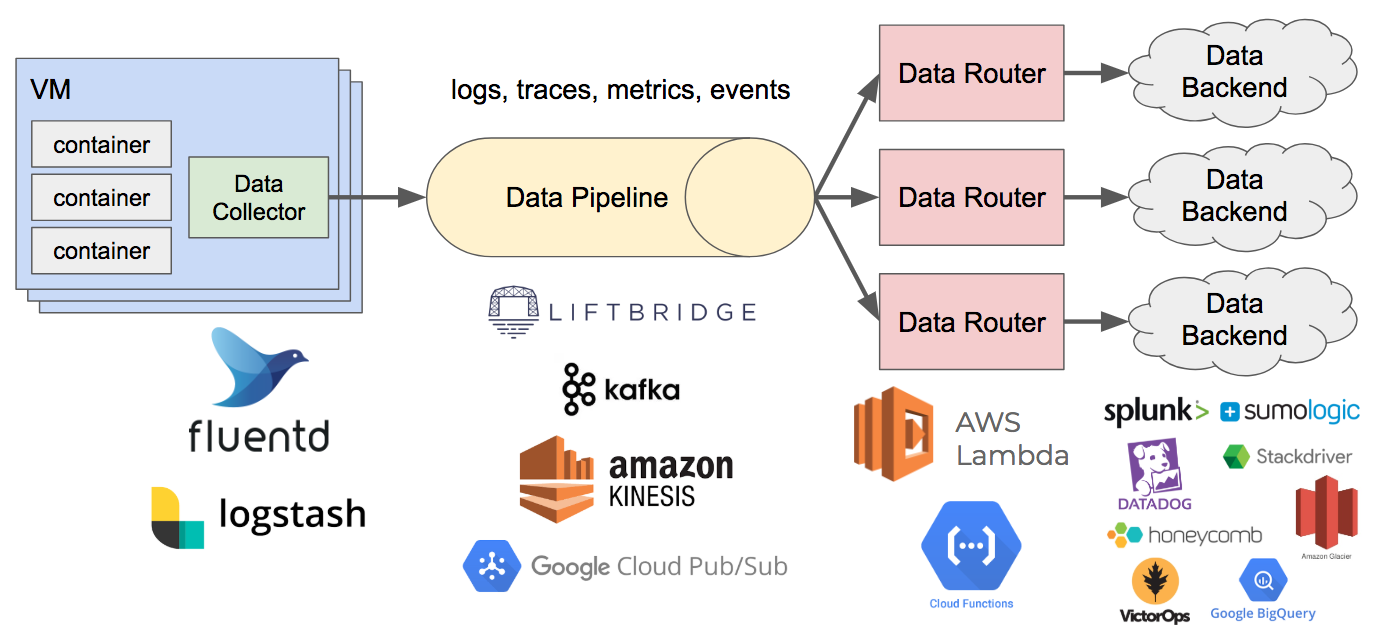 VM
container
container
container
Data
Collector
logs, traces, metrics, events
Data Pipeline
Data Router
Data Router
Data Router
Data
Backend
Data
Backend
Data
Backend
fluentd
logstash
LIFTBRIDGE
kafka
amazon
KINESIS
Google Cloud Pub/Sub
AWS
Lambda
Cloud Functions
splunk>
sumologic
DATADOG
Stackdriver
honeycomb
Amazon Glacier
VictorOps
Google BigQuery